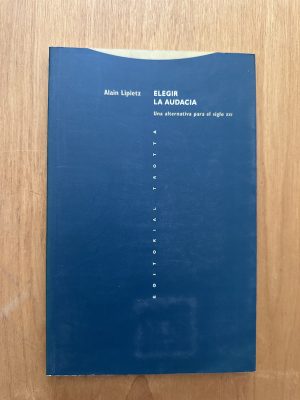 Alain Lipietz
ELEGIR
LA AUDACIA
Una alternativa para el siglo XXI
EDITORIAL TROTTA